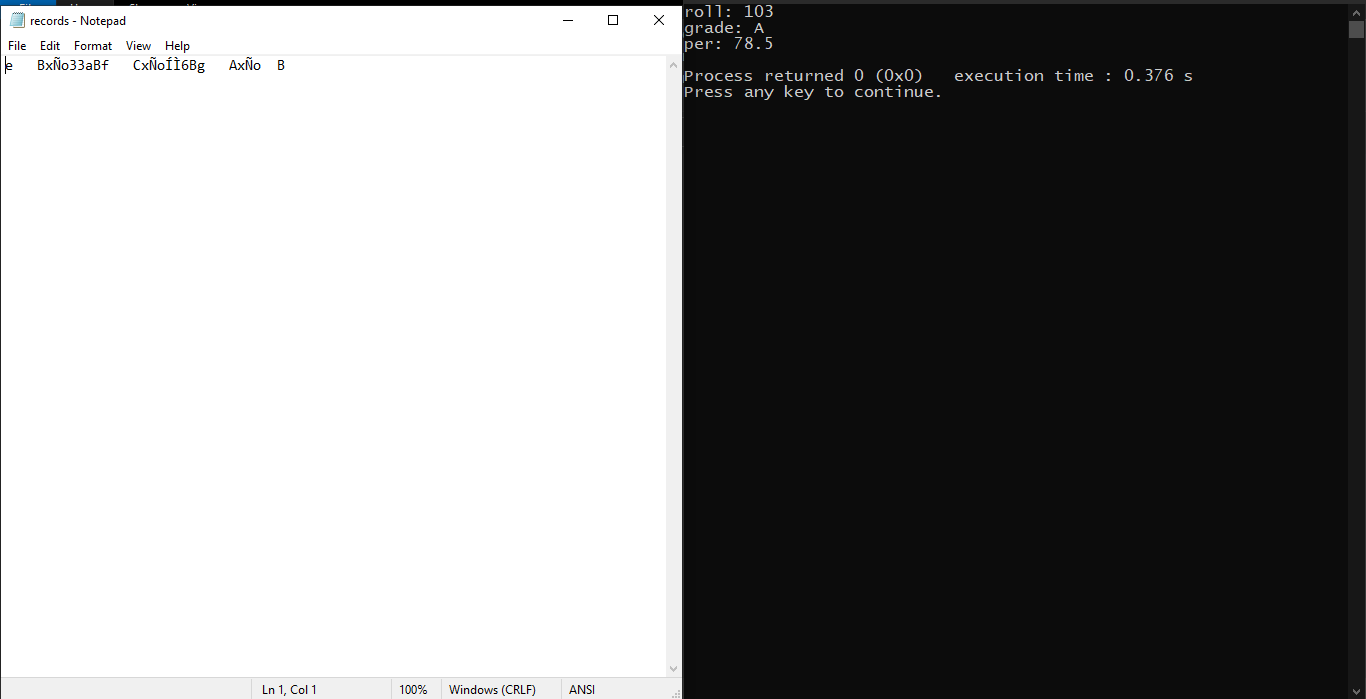 records - Notepad
File Edit Format View Help
e   BxÑo33aBf   CxÑoÍÌ6Bg   AxÑo  B
Ln 1, Col 1 100% Windows (CRLF) ANSI
roll: 103
grade: A
per: 78.5
Process returned 0 (0x0)   execution time : 0.376 s
Press any key to continue.